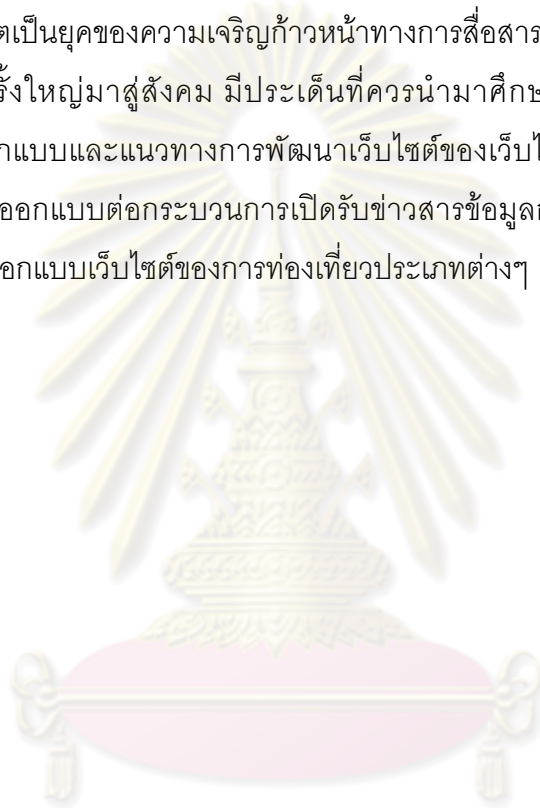 ตเป็นยุคของความเจริญก้าวหน้าทางการสื่อสาร
รั้งใหญ่มาสู่สังคม มีประเด็นที่ควรนำมาศึกษ
กแบบและแนวทางการพัฒนาเว็บไซต์ของเว็บไ
ออกแบบต่อกระบวนการเปิดรับข่าวสารข้อมูล
อกแบบเว็บไซต์ของการท่องเที่ยวประเภทต่างๆ